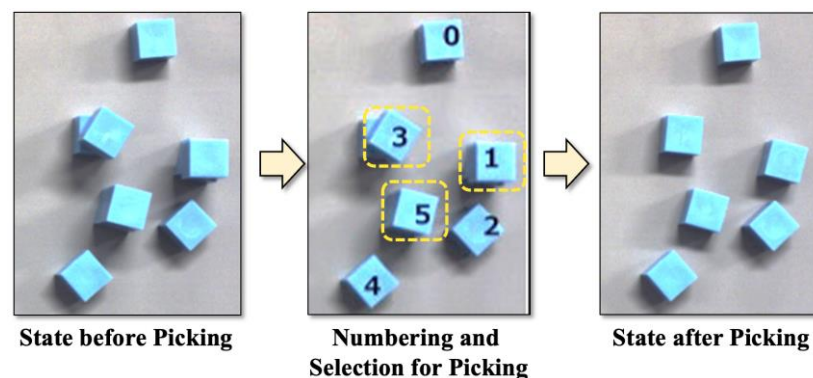 0
3
1
5
2
4
State before Picking
Numbering and
Selection for Picking
State after Picking